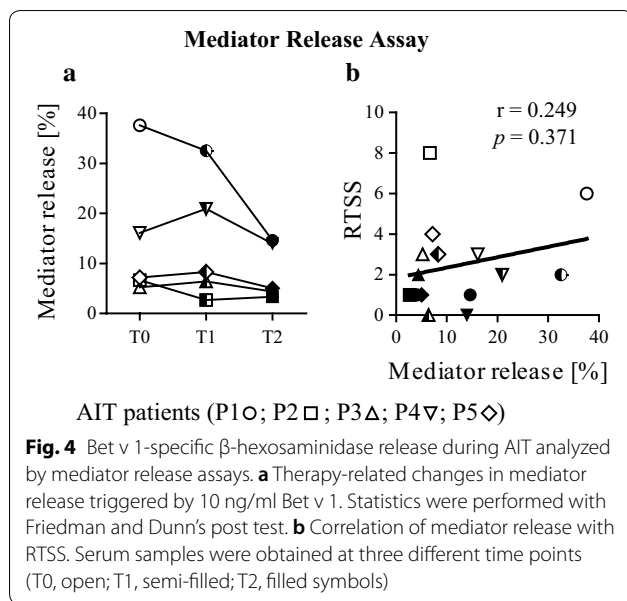 Mediator Release Assay
a
b
Mediator release [%]
40
30
20
10
0
T0 T1 T2
RTSS
10
8
6
4
2
0
r = 0.249
p = 0.371
0 10 20 30 40
Mediator release [%]
AIT patients (P1○; P2□; P3△; P4▽; P5◇)
Fig. 4 Bet v 1-specific β-hexosaminidase release during AIT analyzed
by mediator release assays. a Therapy-related changes in mediator
release triggered by 10 ng/ml Bet v 1. Statistics were performed with
Friedman and Dunn's post test. b Correlation of mediator release with
RTSS. Serum samples were obtained at three different time points
(T0, open; T1, semi-filled; T2, filled symbols)